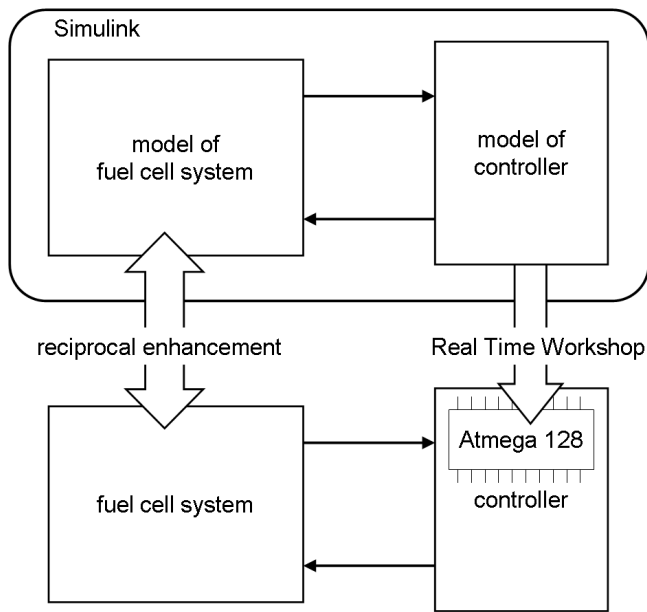 Simulink
model of
fuel cell system
model of
controller
reciprocal enhancement
Real Time Workshop
Atmega 128
fuel cell system
controller